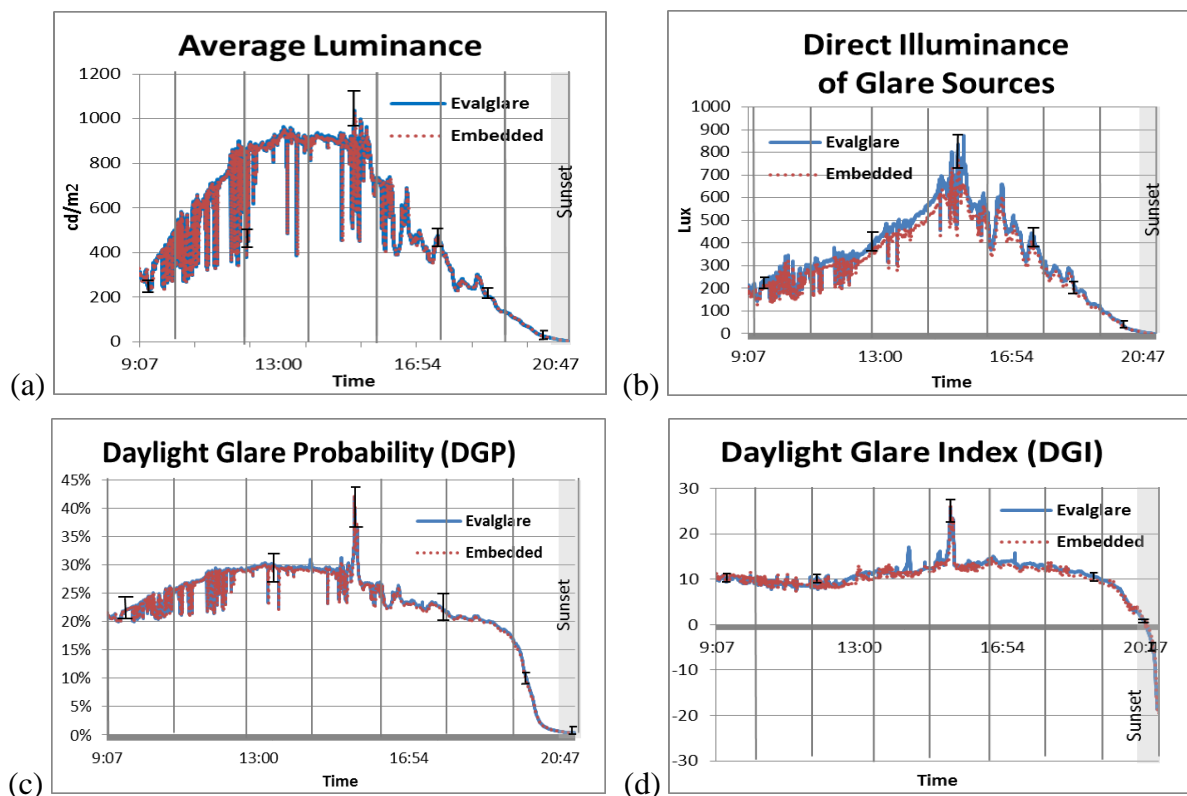 Average Luminance
1200
1000
800
600
400
200
0
cd/m2
Evalglare
Embedded
Sunset
9:07 13:00 16:54 20:47
Time
(a)
Direct Illuminance
of Glare Sources
1000
900
800
700
600
500
400
300
200
100
0
Lux
Evalglare
Embedded
Sunset
9:07 13:00 16:54 20:47
Time
(b)
Daylight Glare Probability (DGP)
45%
40%
35%
30%
25%
20%
15%
10%
5%
0%
Evalglare
Embedded
Sunset
9:07 13:00 16:54 20:47
Time
(c)
Daylight Glare Index (DGI)
30
20
10
0
-10
-20
-30
Evalglare
Embedded
9:07 13:00 16:54 20:47
Sunset
Time
(d)